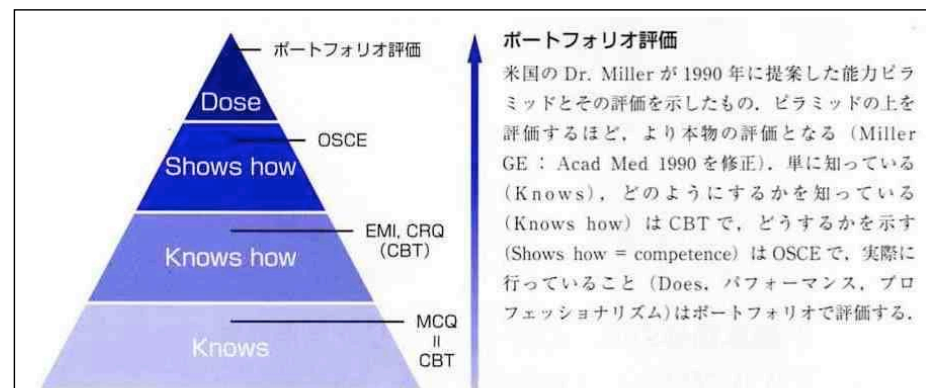 ポートフォリオ評価
Dose
OSCE
Shows how
EMI, CRQ
(CBT)
Knows how
MCQ
||
CBT
Knows
ポートフォリオ評価
米国の Dr. Miller が 1990 年に提案した能力ピラ
ミッドとその評価を示したもの．ピラミッドの上を
評価するほど，より本物の評価となる（Miller
GE : Acad Med 1990 を修正）．単に知っている
（Knows），どのようにするかを知っている
（Knows how）は CBT で，どうするかを示す
（Shows how = competence）は OSCE で，実際に
行っていること（Does，パフォーマンス，プロ
フェッショナリズム）はポートフォリオで評価する．